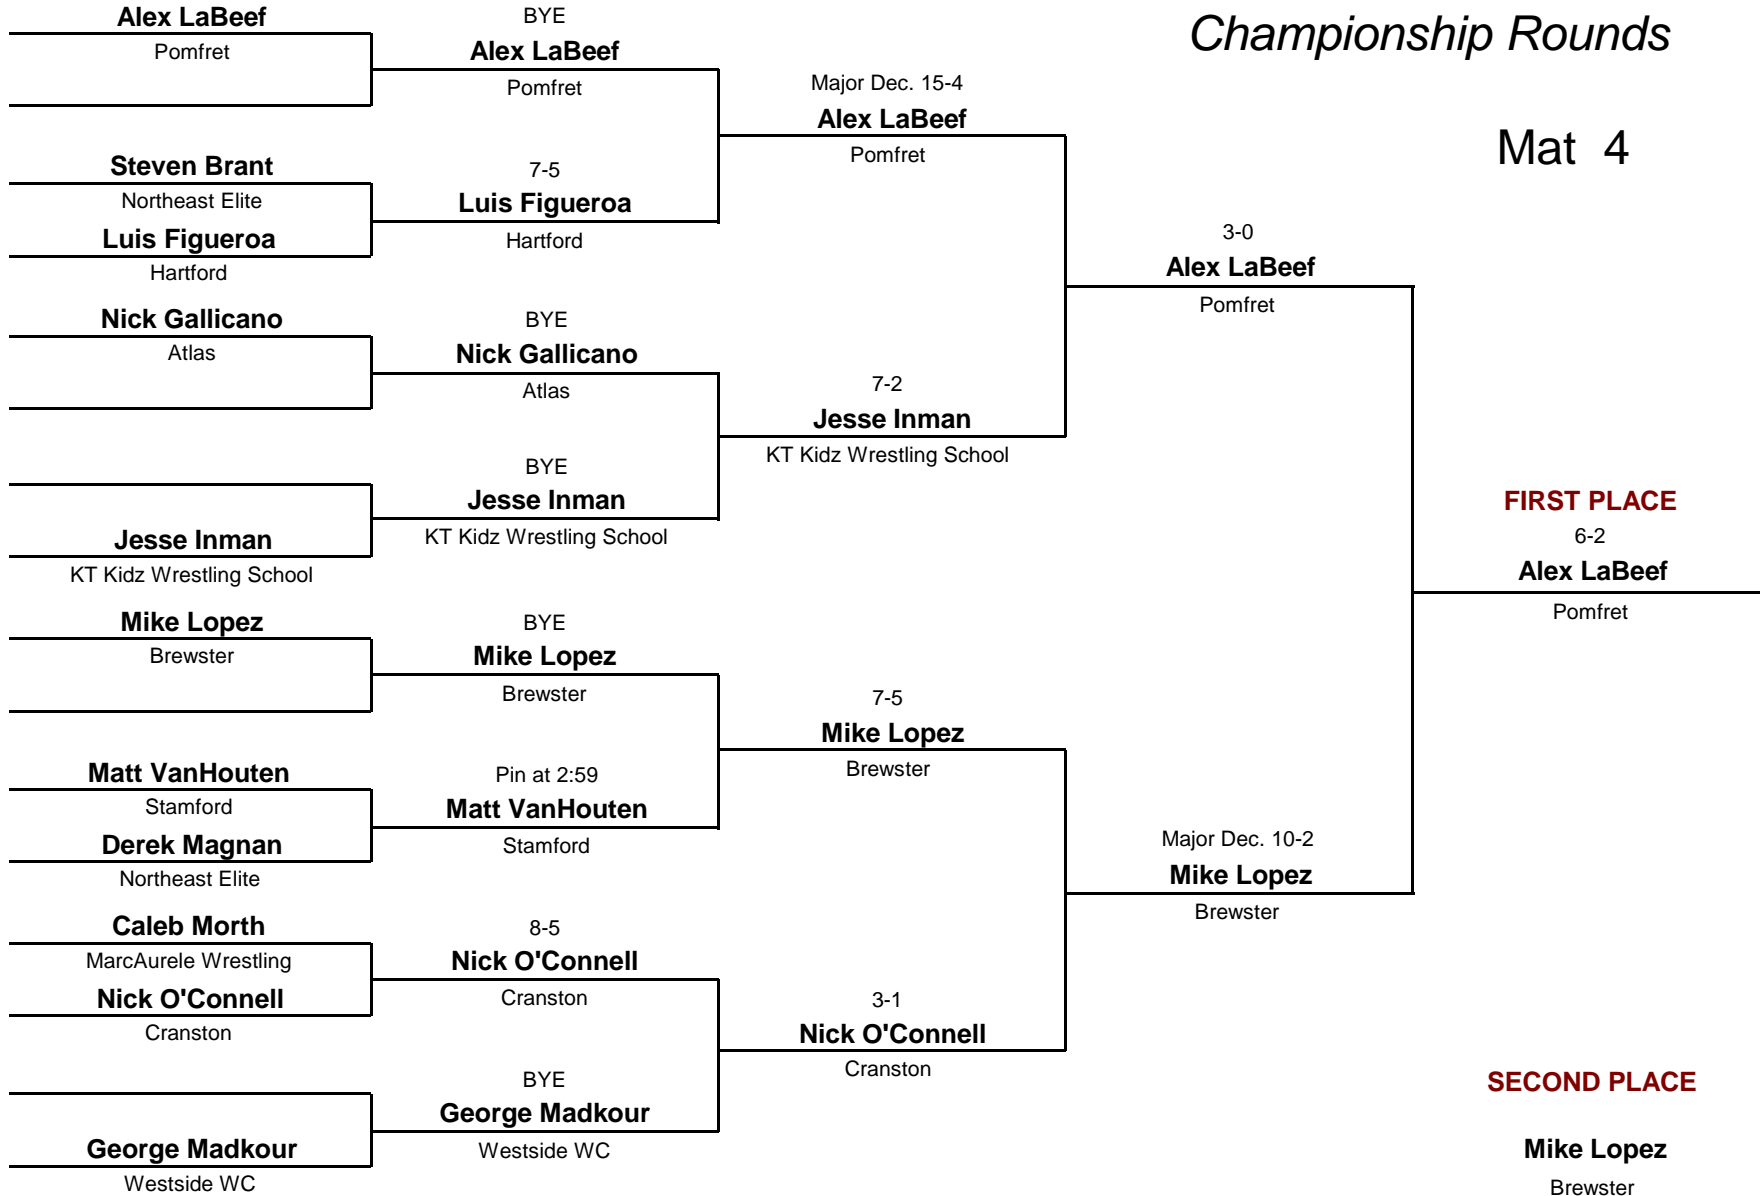 Championship Rounds
Mat 4
Alex LaBeef
Pomfret
Steven Brant
Northeast Elite
Luis Figueroa
Hartford
Nick Gallicano
Atlas
Jesse Inman
KT Kidz Wrestling School
Mike Lopez
Brewster
Matt VanHouten
Stamford
Derek Magnan
Northeast Elite
Caleb Morth
MarcAurele Wrestling
Nick O'Connell
Cranston
George Madkour
Westside WC
BYE
Alex LaBeef
Pomfret
7-5
Luis Figueroa
Hartford
BYE
Nick Gallicano
Atlas
BYE
Jesse Inman
KT Kidz Wrestling School
BYE
Mike Lopez
Brewster
Pin at 2:59
Matt VanHouten
Stamford
8-5
Nick O'Connell
Cranston
BYE
George Madkour
Westside WC
Major Dec. 15-4
Alex LaBeef
Pomfret
7-2
Jesse Inman
KT Kidz Wrestling School
7-5
Mike Lopez
Brewster
3-1
Nick O'Connell
Cranston
3-0
Alex LaBeef
Pomfret
Major Dec. 10-2
Mike Lopez
Brewster
FIRST PLACE
6-2
Alex LaBeef
Pomfret
SECOND PLACE
Mike Lopez
Brewster